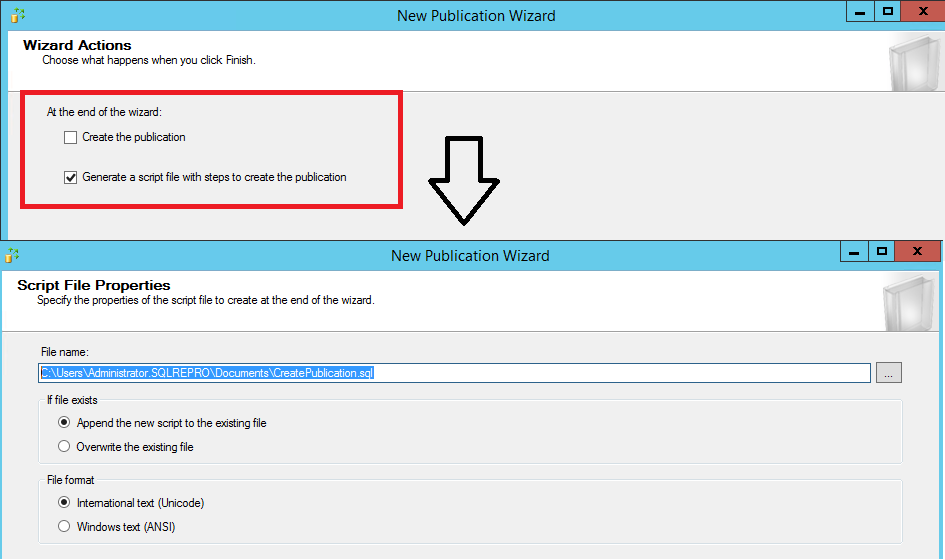 New Publication Wizard
Wizard Actions
Choose what happens when you click Finish.
At the end of the wizard:
Create the publication
Generate a script file with steps to create the publication
New Publication Wizard
Script File Properties
Specify the properties of the script file to create at the end of the wizard.
File name:
C:\Users\Administrator.SQLREPRO\Documents\CreatePublication.sql
...
If file exists
Append the new script to the existing file
Overwrite the existing file
File format
International text (Unicode)
Windows text (ANSI)